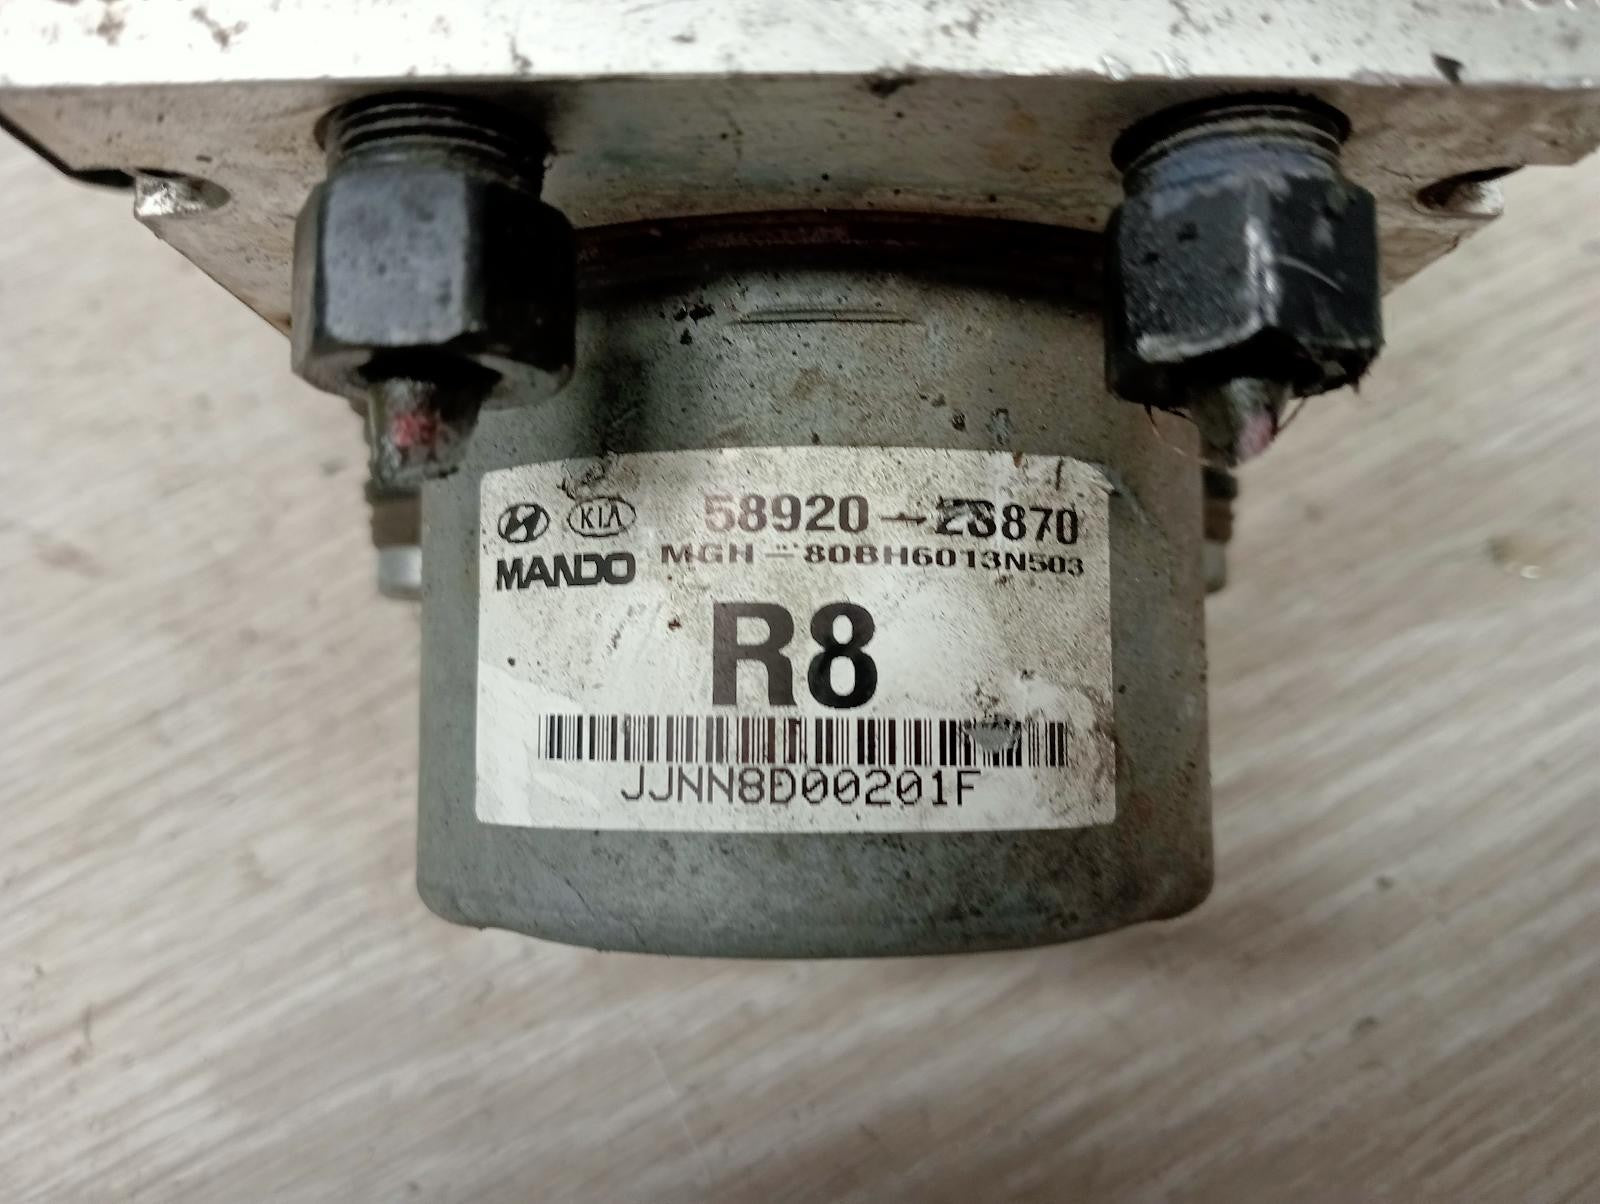 KIA 58920-2S870
MANDO MGH-80BH6013N503
R8
JJNN8D00201F